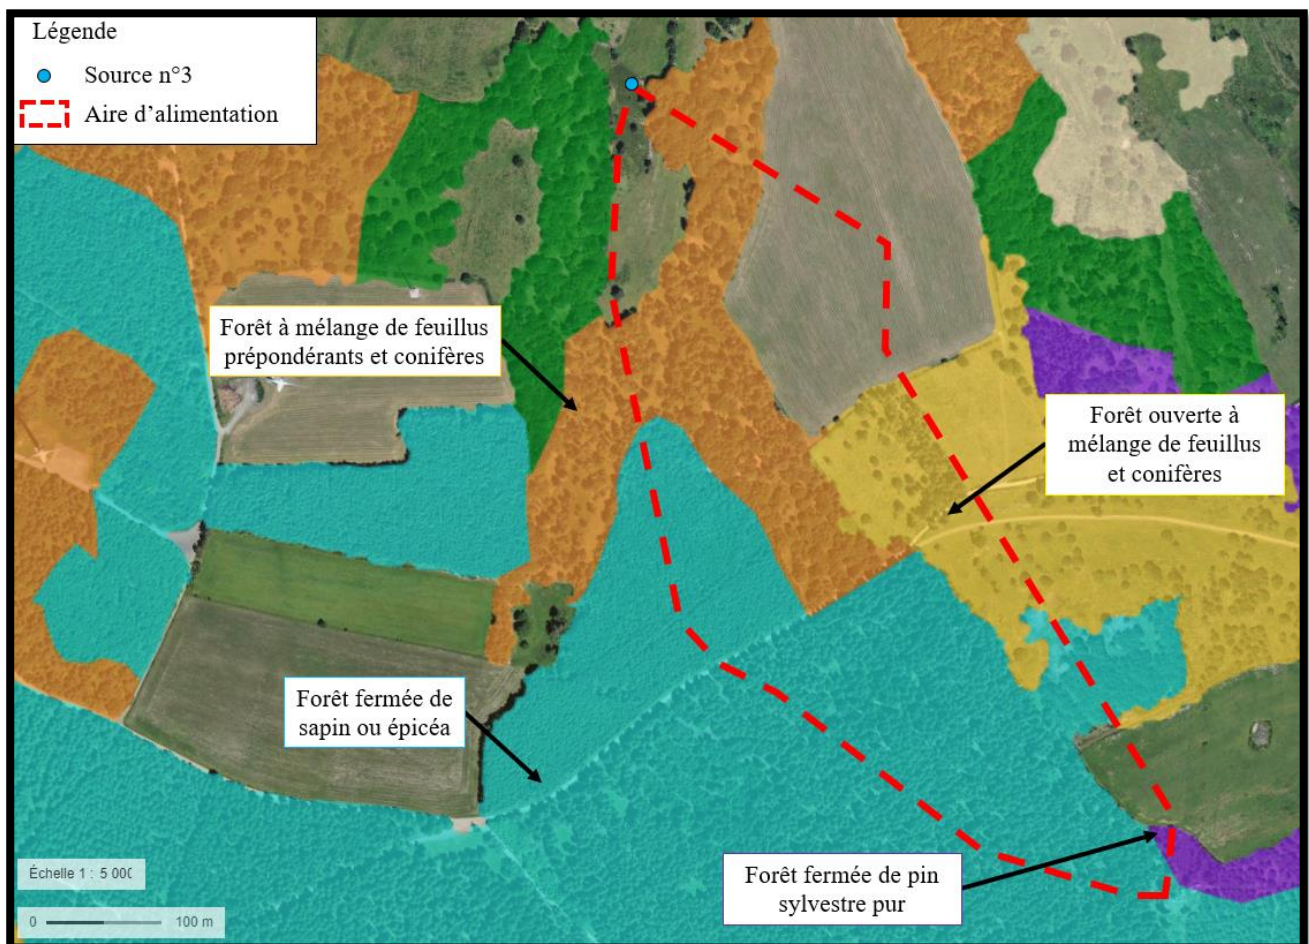 Légende
Source n°3
Aire d’alimentation
Forêt à mélange de feuillus
prépondérants et conifères
Forêt ouverte à
mélange de feuillus
et conifères
Forêt fermée de
sapin ou épicéa
Forêt fermée de pin
sylvestre pur
Échelle 1 : 5 000
0 100 m